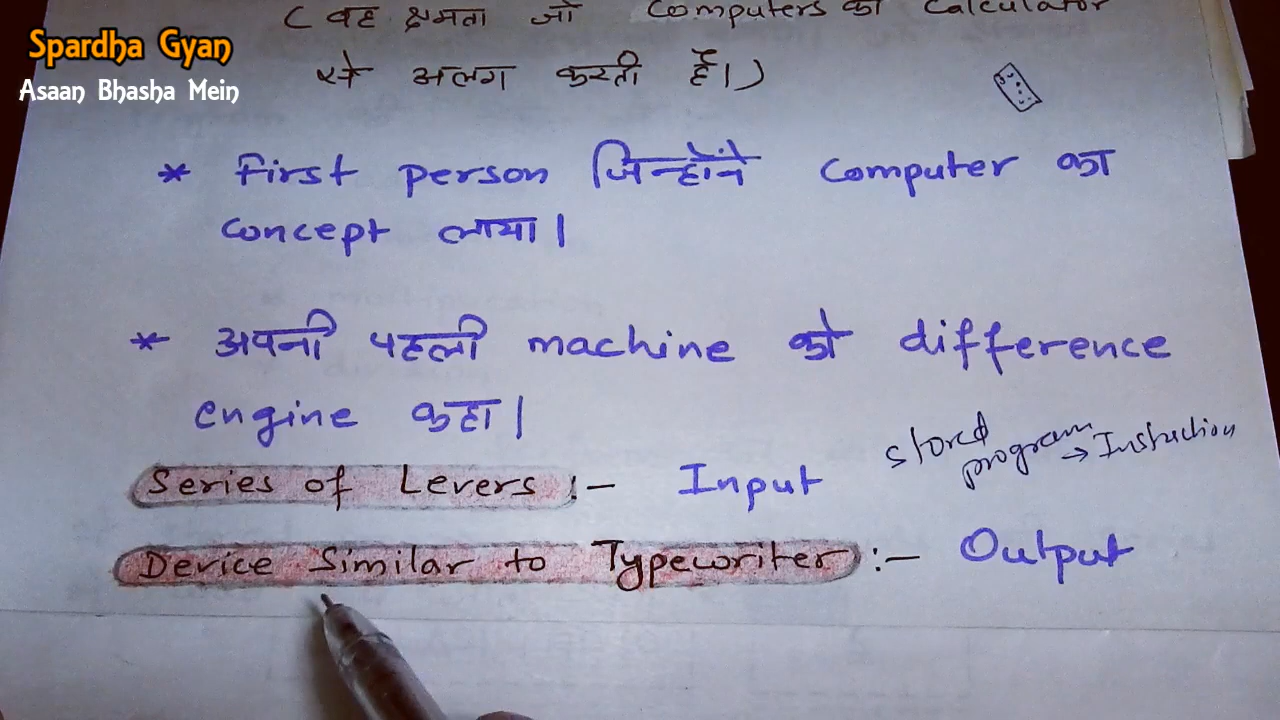 Spardha Gyan
Asaan Bhasha Mein
( वह क्षमता जो Computers को Calculator
से अलग करती है।)
* First person जिन्होंने Computer का
concept लाया।
* अपनी पहली machine को difference
engine कहा।
stored
program → Instruction
Series of Levers :- Input
Device Similar to Typewriter :- Output